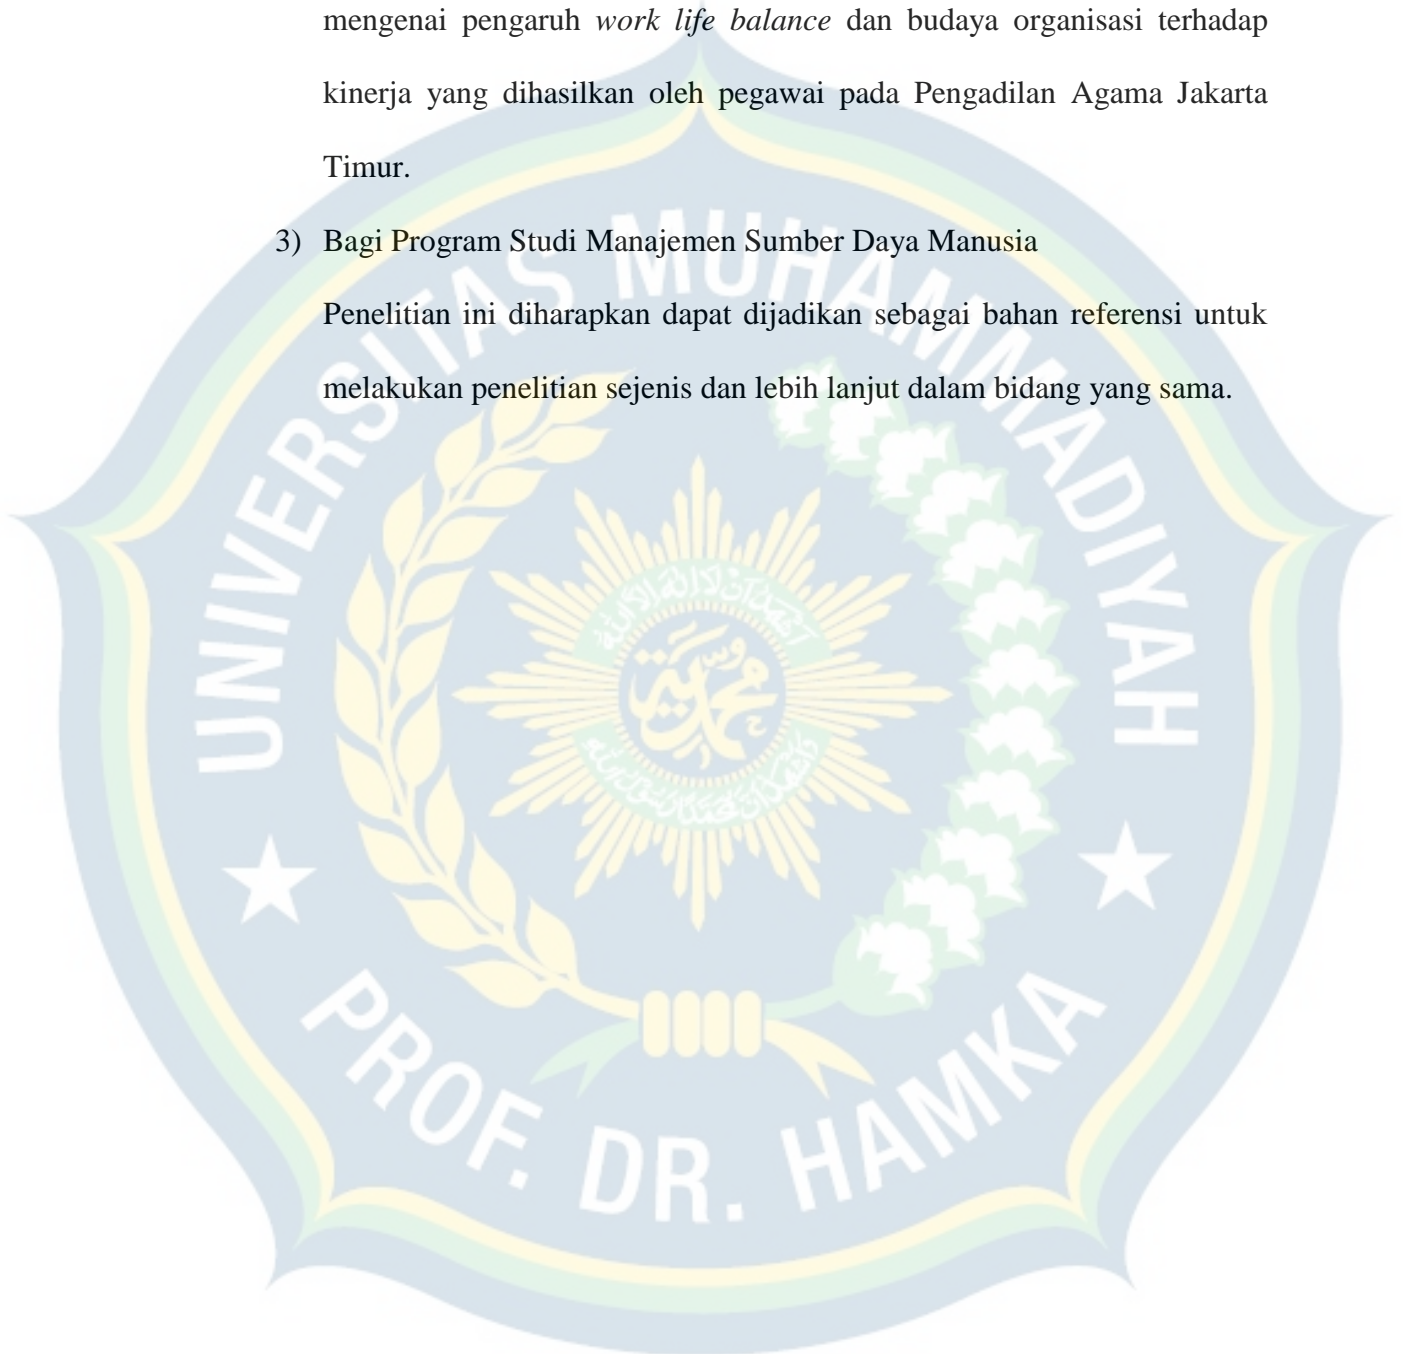 mengenai pengaruh work life balance dan budaya organisasi terhadap
kinerja yang dihasilkan oleh pegawai pada Pengadilan Agama Jakarta
Timur.
3) Bagi Program Studi Manajemen Sumber Daya Manusia
Penelitian ini diharapkan dapat dijadikan sebagai bahan referensi untuk
melakukan penelitian sejenis dan lebih lanjut dalam bidang yang sama.
UNIVERSITAS MUHAMMADIYAH
PROF. DR. HAMKA